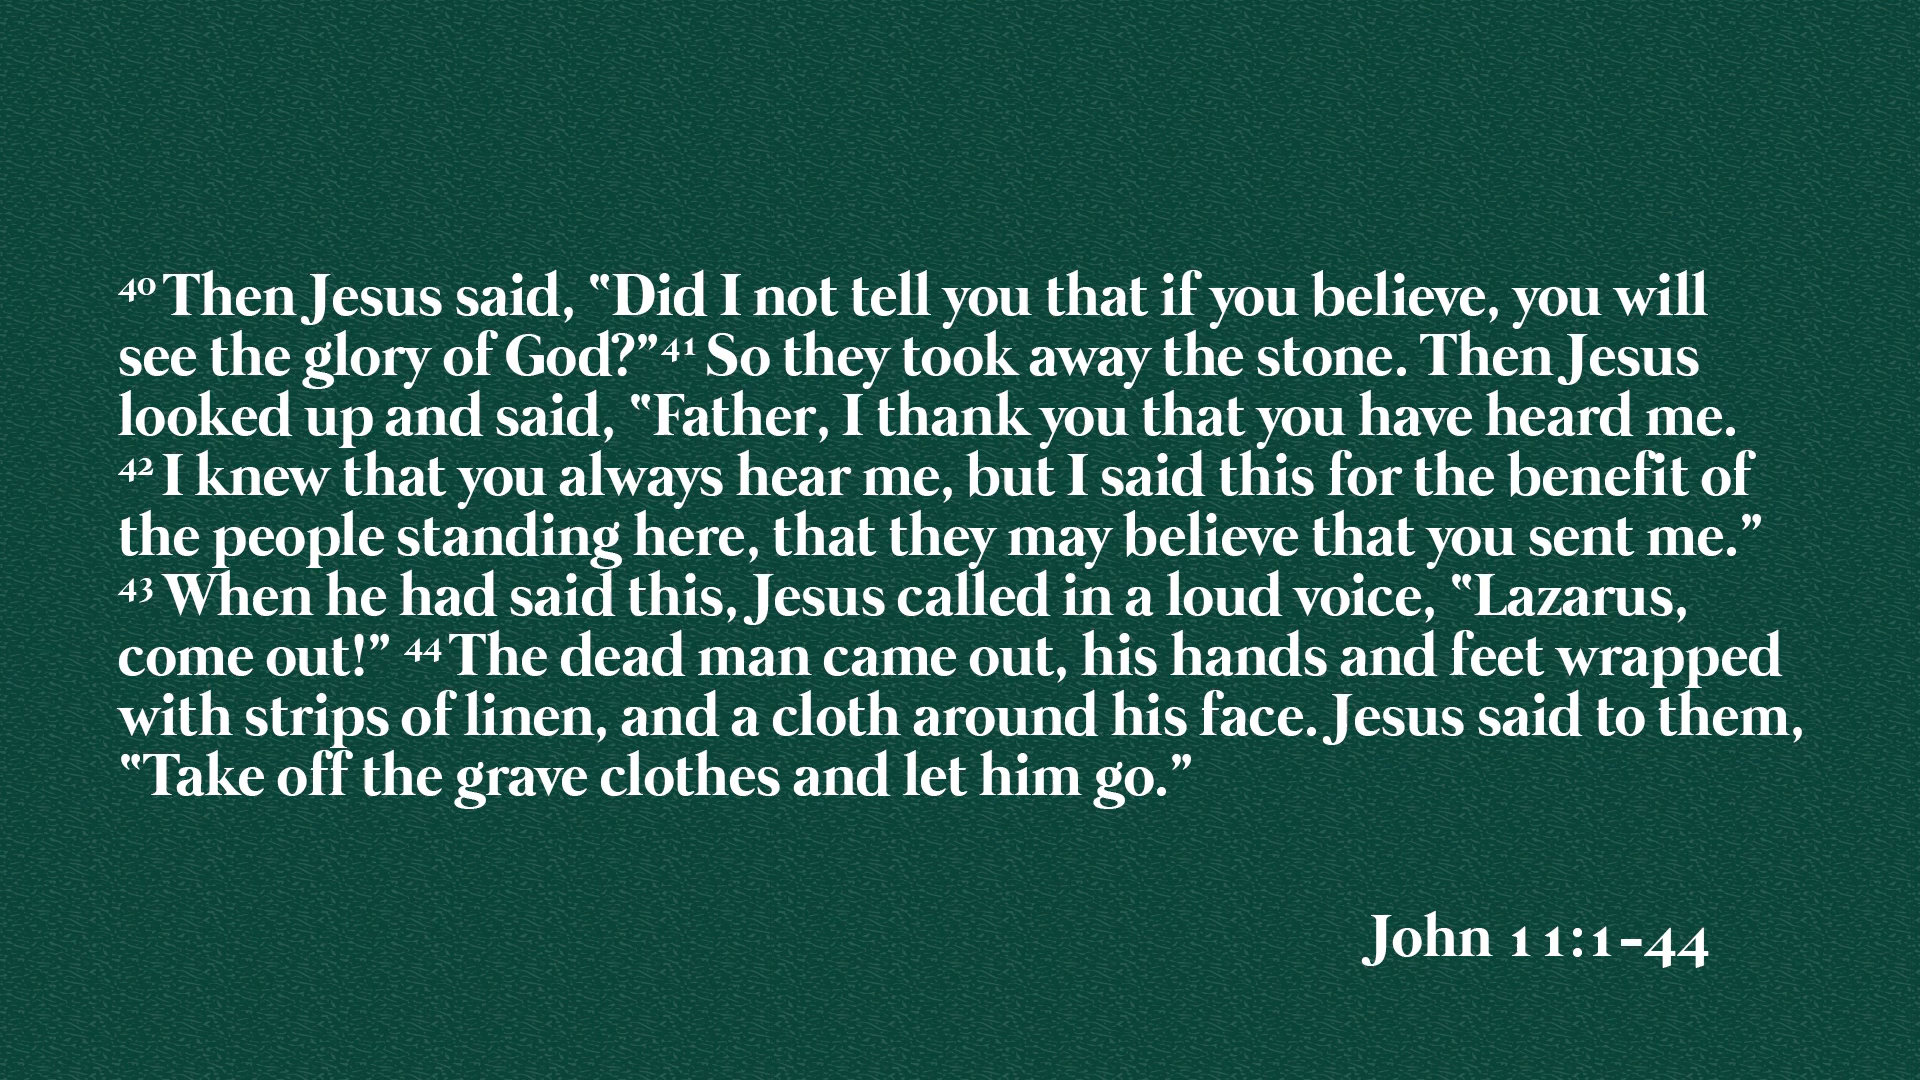 ⁴⁰ Then Jesus said, “Did I not tell you that if you believe, you will
see the glory of God?”⁴¹ So they took away the stone. Then Jesus
looked up and said, “Father, I thank you that you have heard me.
⁴² I knew that you always hear me, but I said this for the benefit of
the people standing here, that they may believe that you sent me.”
⁴³ When he had said this, Jesus called in a loud voice, “Lazarus,
come out!” ⁴⁴ The dead man came out, his hands and feet wrapped
with strips of linen, and a cloth around his face. Jesus said to them,
“Take off the grave clothes and let him go.”
John 11:1-44